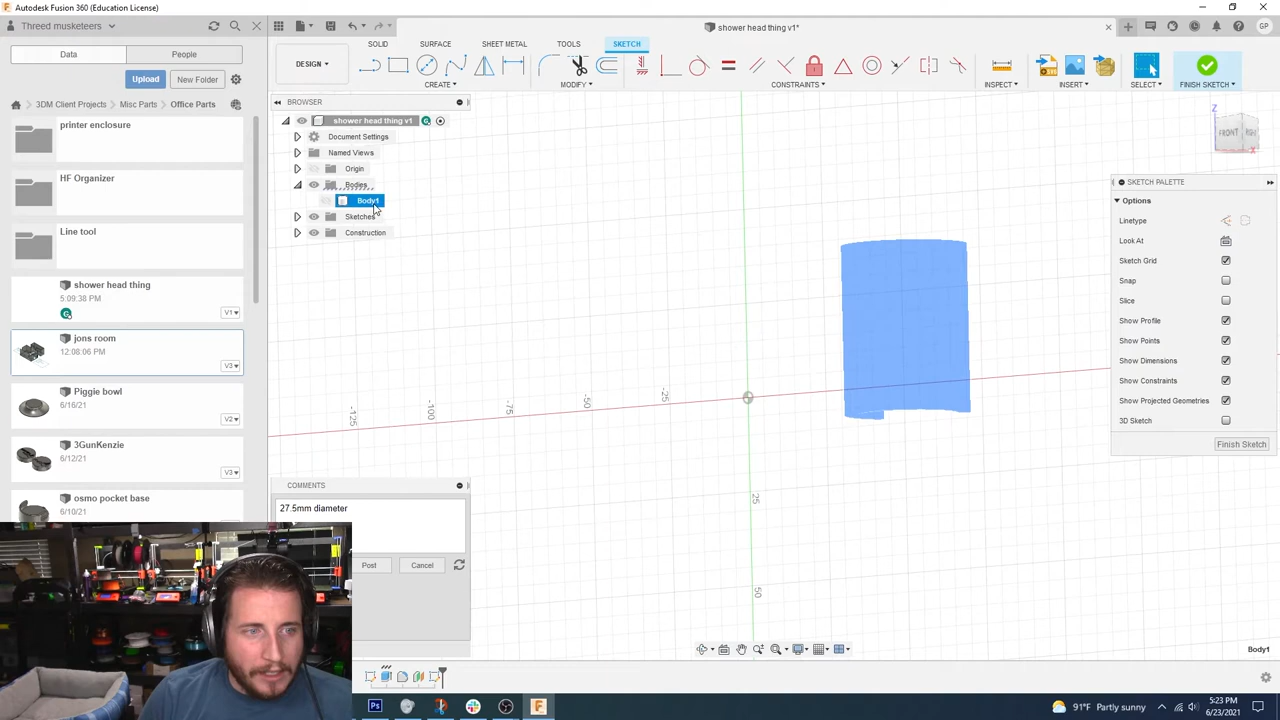 Autodesk Fusion 360 (Education License)
Threed musketeers
shower head thing v1*
GP
Data
People
DESIGN
SOLID
SURFACE
SHEET METAL
TOOLS
SKETCH
Upload
New Folder
CREATE
MODIFY
CONSTRAINTS
INSPECT
INSERT
SELECT
FINISH SKETCH
3DM Client Projects
Misc Parts
Office Parts
BROWSER
shower head thing v1
Document Settings
Named Views
Origin
Bodies
Body1
Sketches
Construction
printer enclosure
HF Organizer
Line tool
shower head thing
5:09:38 PM
V1
jons room
12:08:06 PM
V3
Piggie bowl
6/16/21
3GunKenzie
6/12/21
V3
osmo pocket base
6/10/21
Z
FRONT
X
SKETCH PALETTE
Options
Linetype
Look At
Sketch Grid
Snap
Slice
Show Profile
Show Points
Show Dimensions
Show Constraints
Show Projected Geometries
3D Sketch
Finish Sketch
-125
-100
-75
-50
-25
25
50
COMMENTS
27.5mm diameter
Post
Cancel
Body1
91°F Partly sunny
5:23 PM
6/23/2021